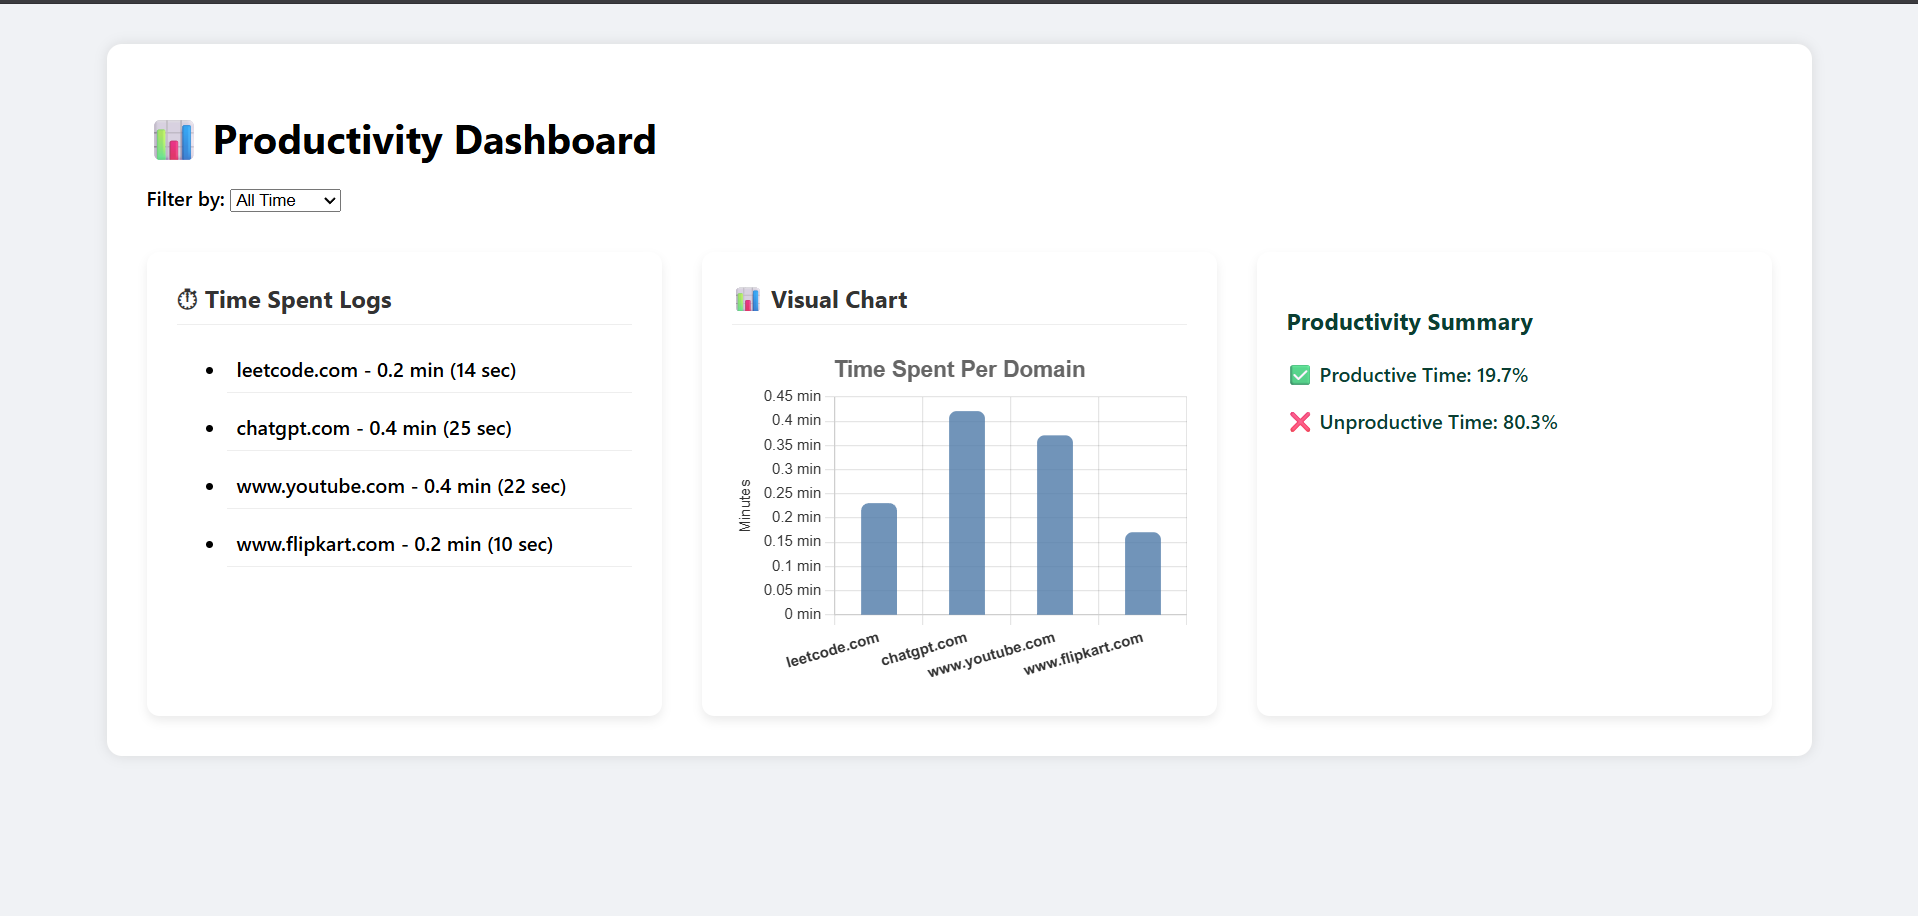 Productivity Dashboard
Filter by: All Time
Time Spent Logs
leetcode.com - 0.2 min (14 sec)
chatgpt.com - 0.4 min (25 sec)
www.youtube.com - 0.4 min (22 sec)
www.flipkart.com - 0.2 min (10 sec)
Visual Chart
Time Spent Per Domain
Minutes
0.45 min
0.4 min
0.35 min
0.3 min
0.25 min
0.2 min
0.15 min
0.1 min
0.05 min
0 min
leetcode.com
chatgpt.com
www.youtube.com
www.flipkart.com
Productivity Summary
✅ Productive Time: 19.7%
❌ Unproductive Time: 80.3%